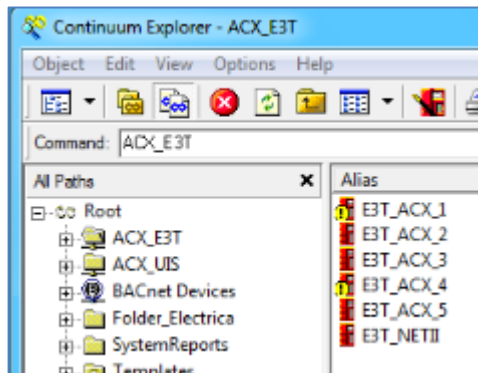 Continuum Explorer - ACX_E3T
Object Edit View Options Help
Command: ACX_E3T
All Paths
Root
ACX_E3T
ACX_UIS
BACnet Devices
Folder_Electrica
SystemReports
Templates
Alias
E3T_ACX_1
E3T_ACX_2
E3T_ACX_3
E3T_ACX_4
E3T_ACX_5
E3T_NETII